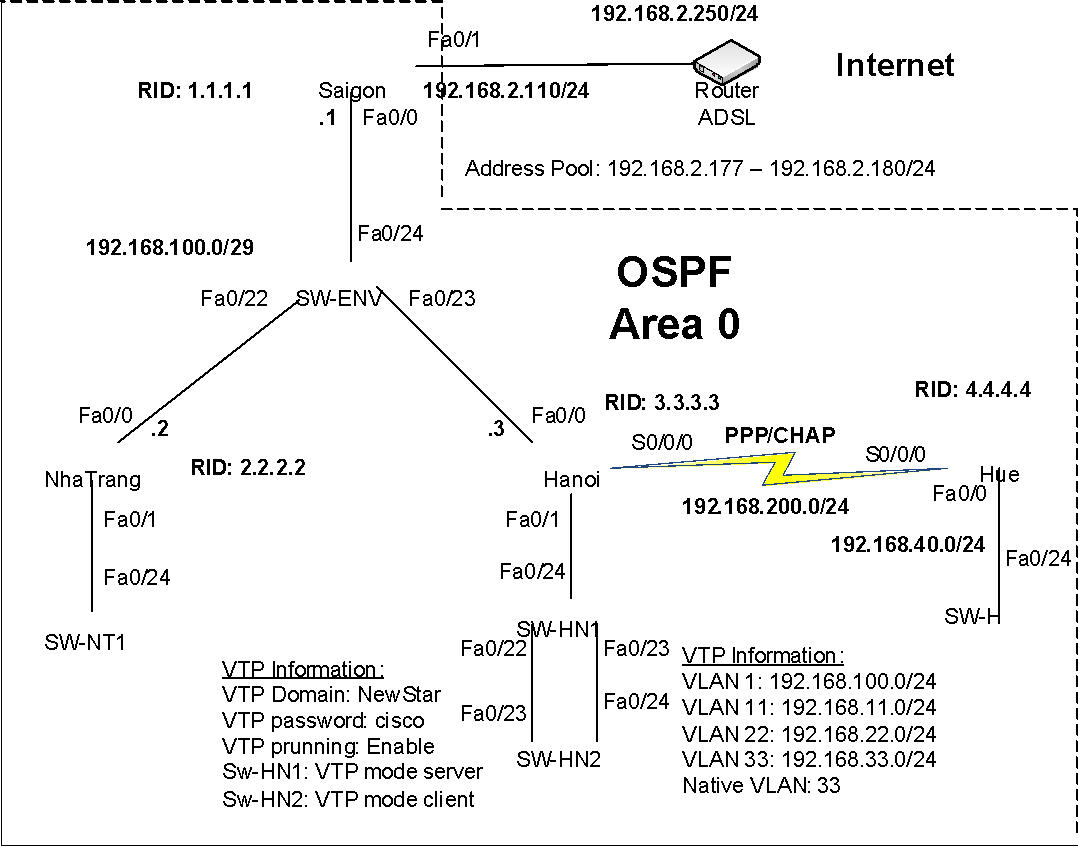 192.168.2.250/24
Fa0/1
Internet
RID: 1.1.1.1
Saigon
192.168.2.110/24
Router
ADSL
.1
Fa0/0
Address Pool: 192.168.2.177 – 192.168.2.180/24
Fa0/24
192.168.100.0/29
OSPF
Area 0
Fa0/22
SW-ENV
Fa0/23
RID: 4.4.4.4
RID: 3.3.3.3
Fa0/0
.2
.3
Fa0/0
PPP/CHAP
S0/0/0
S0/0/0
RID: 2.2.2.2
NhaTrang
Hanoi
Hue
Fa0/0
192.168.200.0/24
Fa0/1
Fa0/1
192.168.40.0/24
Fa0/24
Fa0/24
Fa0/24
SW-H
SW-NT1
SW-HN1
Fa0/22
Fa0/23
VTP Information:
VTP Domain: NewStar
VTP password: cisco
VTP prunning: Enable
Sw-HN1: VTP mode server
Sw-HN2: VTP mode client
Fa0/23
Fa0/24
SW-HN2
VTP Information:
VLAN 1: 192.168.100.0/24
VLAN 11: 192.168.11.0/24
VLAN 22: 192.168.22.0/24
VLAN 33: 192.168.33.0/24
Native VLAN: 33